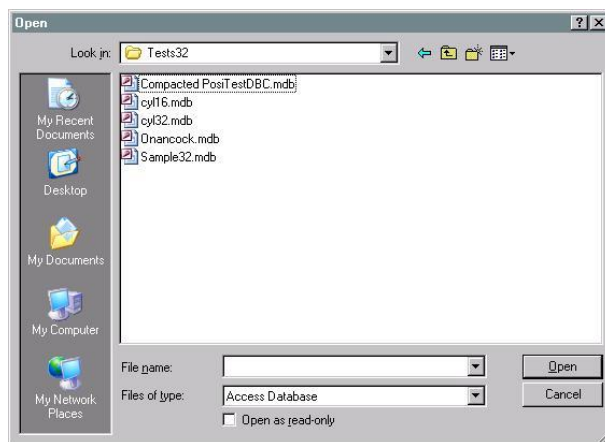 Open
Look in: Tests32
My Recent
Documents
Desktop
My Documents
My Computer
My Network
Places
Compacted PosiTestDBC.mdb
cyl16.mdb
cyl32.mdb
Onancock.mdb
Sample32.mdb
File name:
Open
Files of type: Access Database
Cancel
Open as read-only